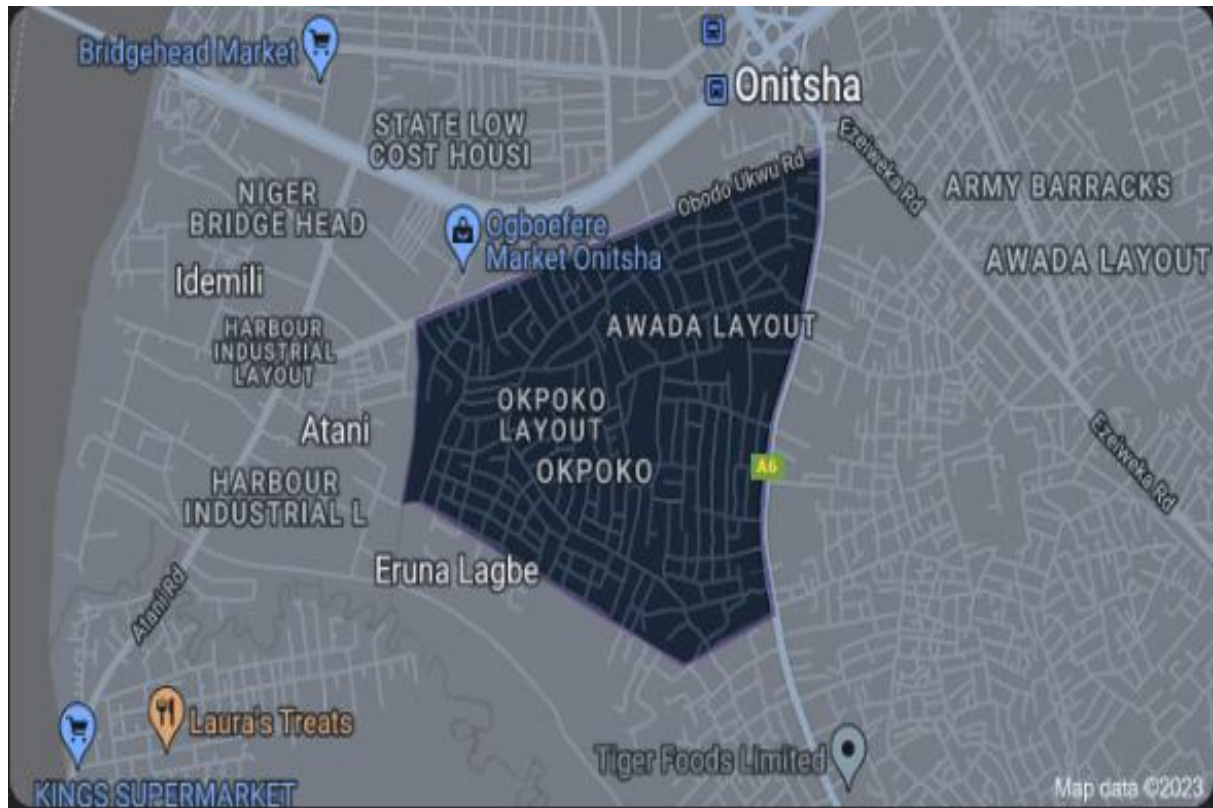 Bridgehead Market
Onitsha
STATE LOW
COST HOUSI
Ezeiweka Rd
Obodo Ukwu Rd
ARMY BARRACKS
NIGER
BRIDGE HEAD
Ogboefere
Market Onitsha
AWADA LAYOUT
Idemili
HARBOUR
INDUSTRIAL
LAYOUT
AWADA LAYOUT
OKPOKO
LAYOUT
Atani
OKPOKO
A6
Ezeiweka Rd
HARBOUR
INDUSTRIAL L
Eruna Lagbe
Atani Rd
Laura's Treats
Tiger Foods Limited
KINGS SUPERMARKET
Map data ©2023